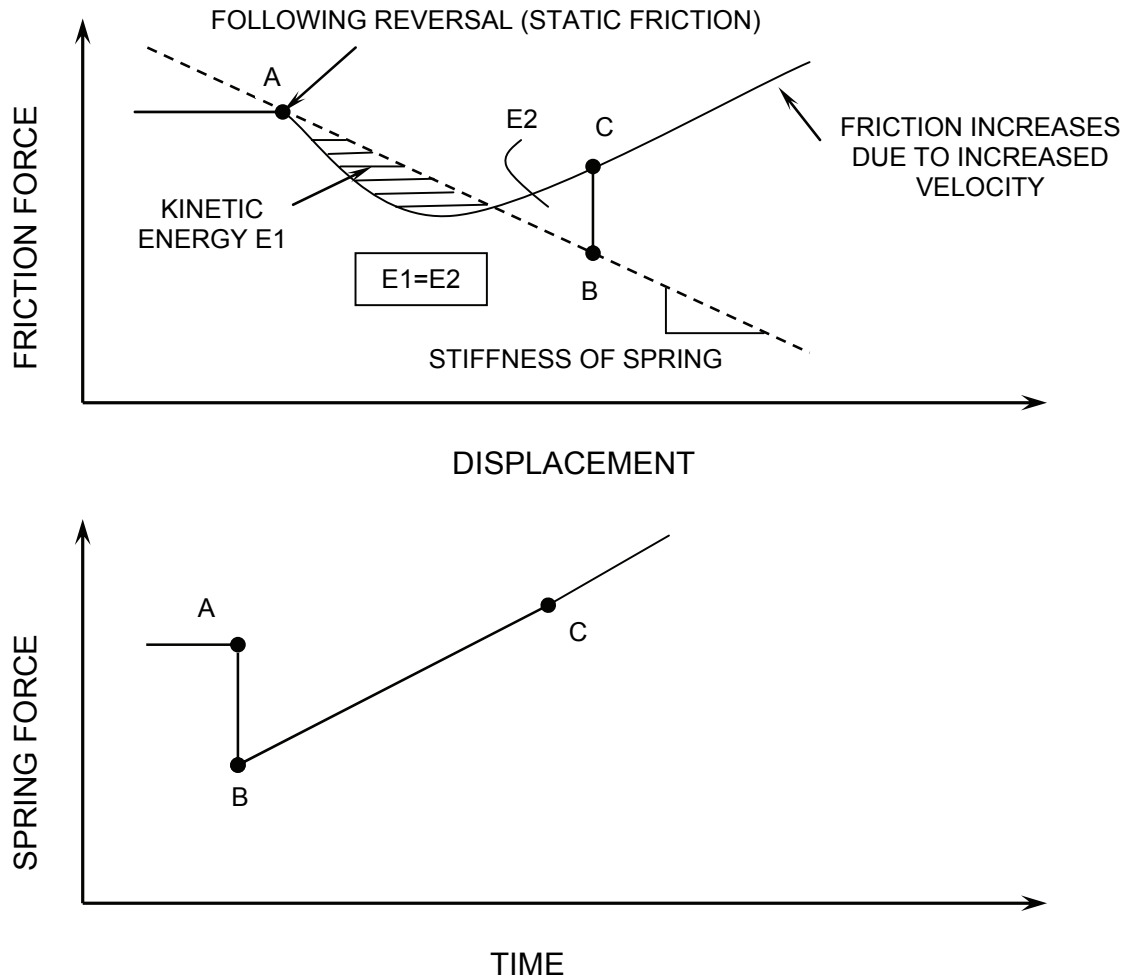 FOLLOWING REVERSAL (STATIC FRICTION)
A
E2
C
FRICTION INCREASES
DUE TO INCREASED
VELOCITY
KINETIC
ENERGY E1
E1=E2
B
STIFFNESS OF SPRING
FRICTION FORCE
DISPLACEMENT
A
C
B
SPRING FORCE
TIME